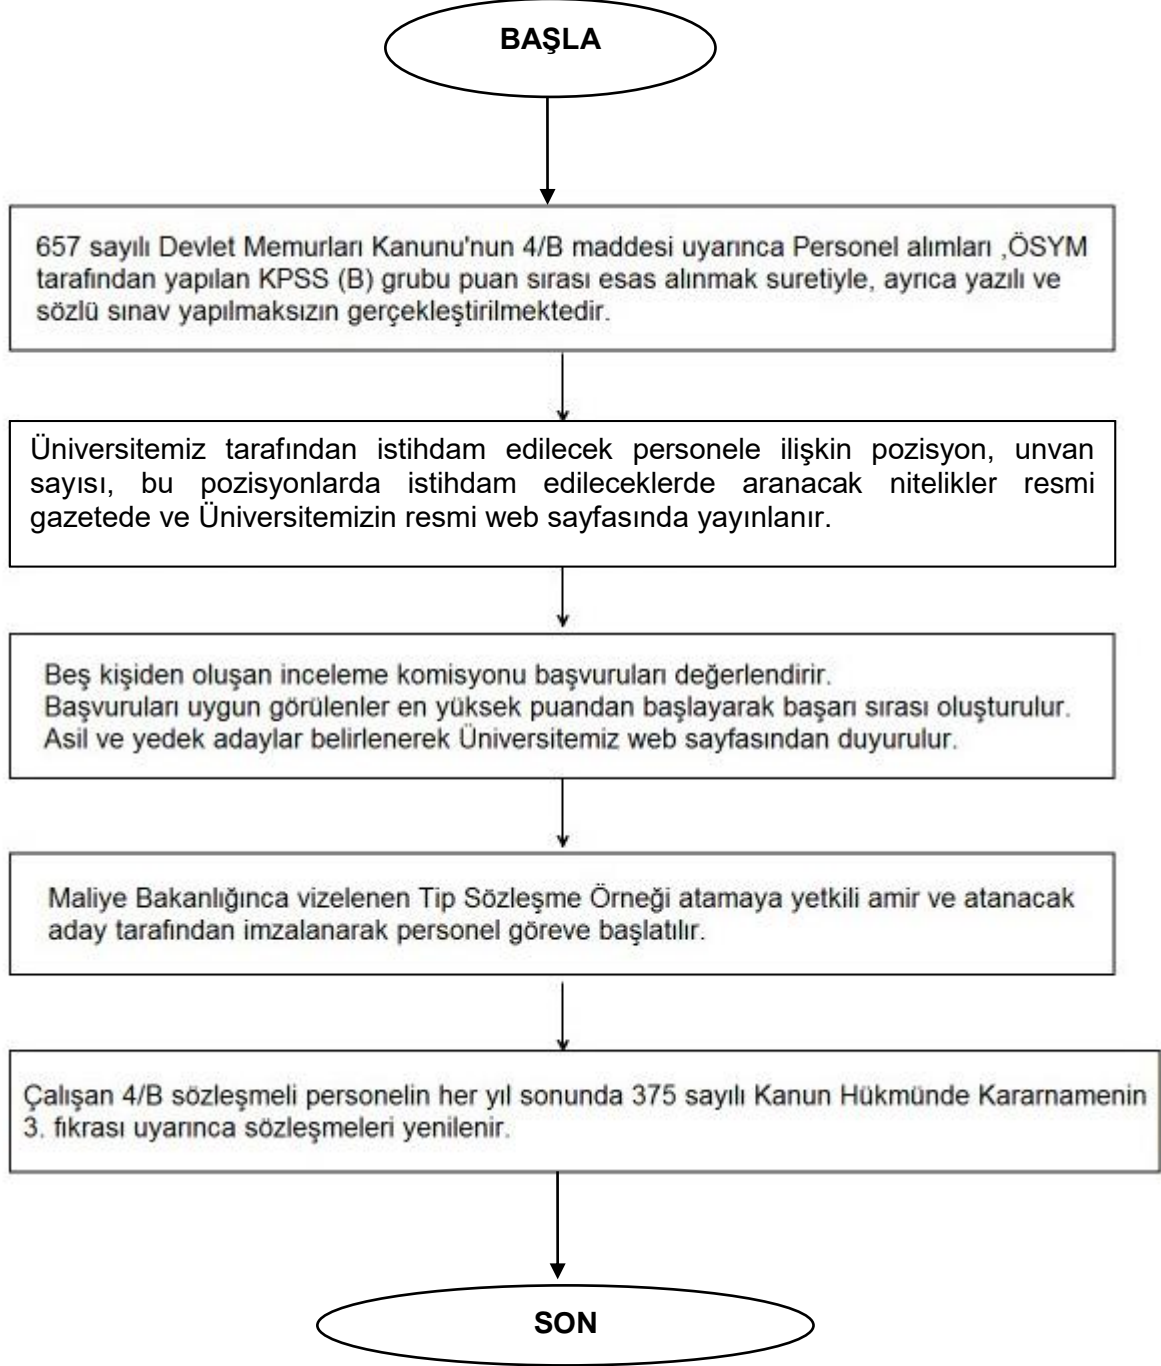 BAŞLA
657 sayılı Devlet Memurları Kanunu'nun 4/B maddesi uyarınca Personel alımları ,ÖSYM
tarafından yapılan KPSS (B) grubu puan sırası esas alınmak suretiyle, ayrıca yazılı ve
sözlü sınav yapılmaksızın gerçekleştirilmektedir.
Üniversitemiz tarafından istihdam edilecek personele ilişkin pozisyon, unvan
sayısı, bu pozisyonlarda istihdam edileceklerde aranacak nitelikler resmi
gazetede ve Üniversitemizin resmi web sayfasında yayınlanır.
Beş kişiden oluşan inceleme komisyonu başvuruları değerlendirir.
Başvuruları uygun görülenler en yüksek puandan başlayarak başarı sırası oluşturulur.
Asil ve yedek adaylar belirlenerek Üniversitemiz web sayfasından duyurulur.
Maliye Bakanlığınca vizelenen Tip Sözleşme Örneği atamaya yetkili amir ve atanacak
aday tarafından imzalanarak personel göreve başlatılır.
Çalışan 4/B sözleşmeli personelin her yıl sonunda 375 sayılı Kanun Hükmünde Kararnamenin
3. fıkrası uyarınca sözleşmeleri yenilenir.
SON